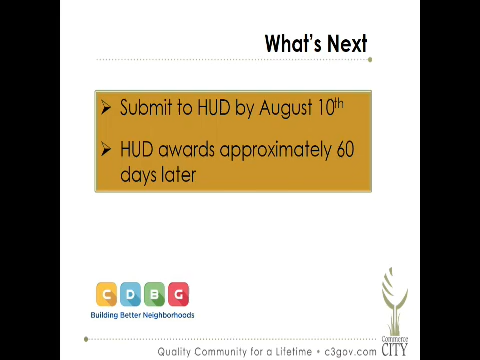 What's Next
➢ Submit to HUD by August 10th
➢ HUD awards approximately 60
days later
C D B G
Building Better Neighborhoods
Commerce
CITY
Quality Community for a Lifetime • c3gov.com